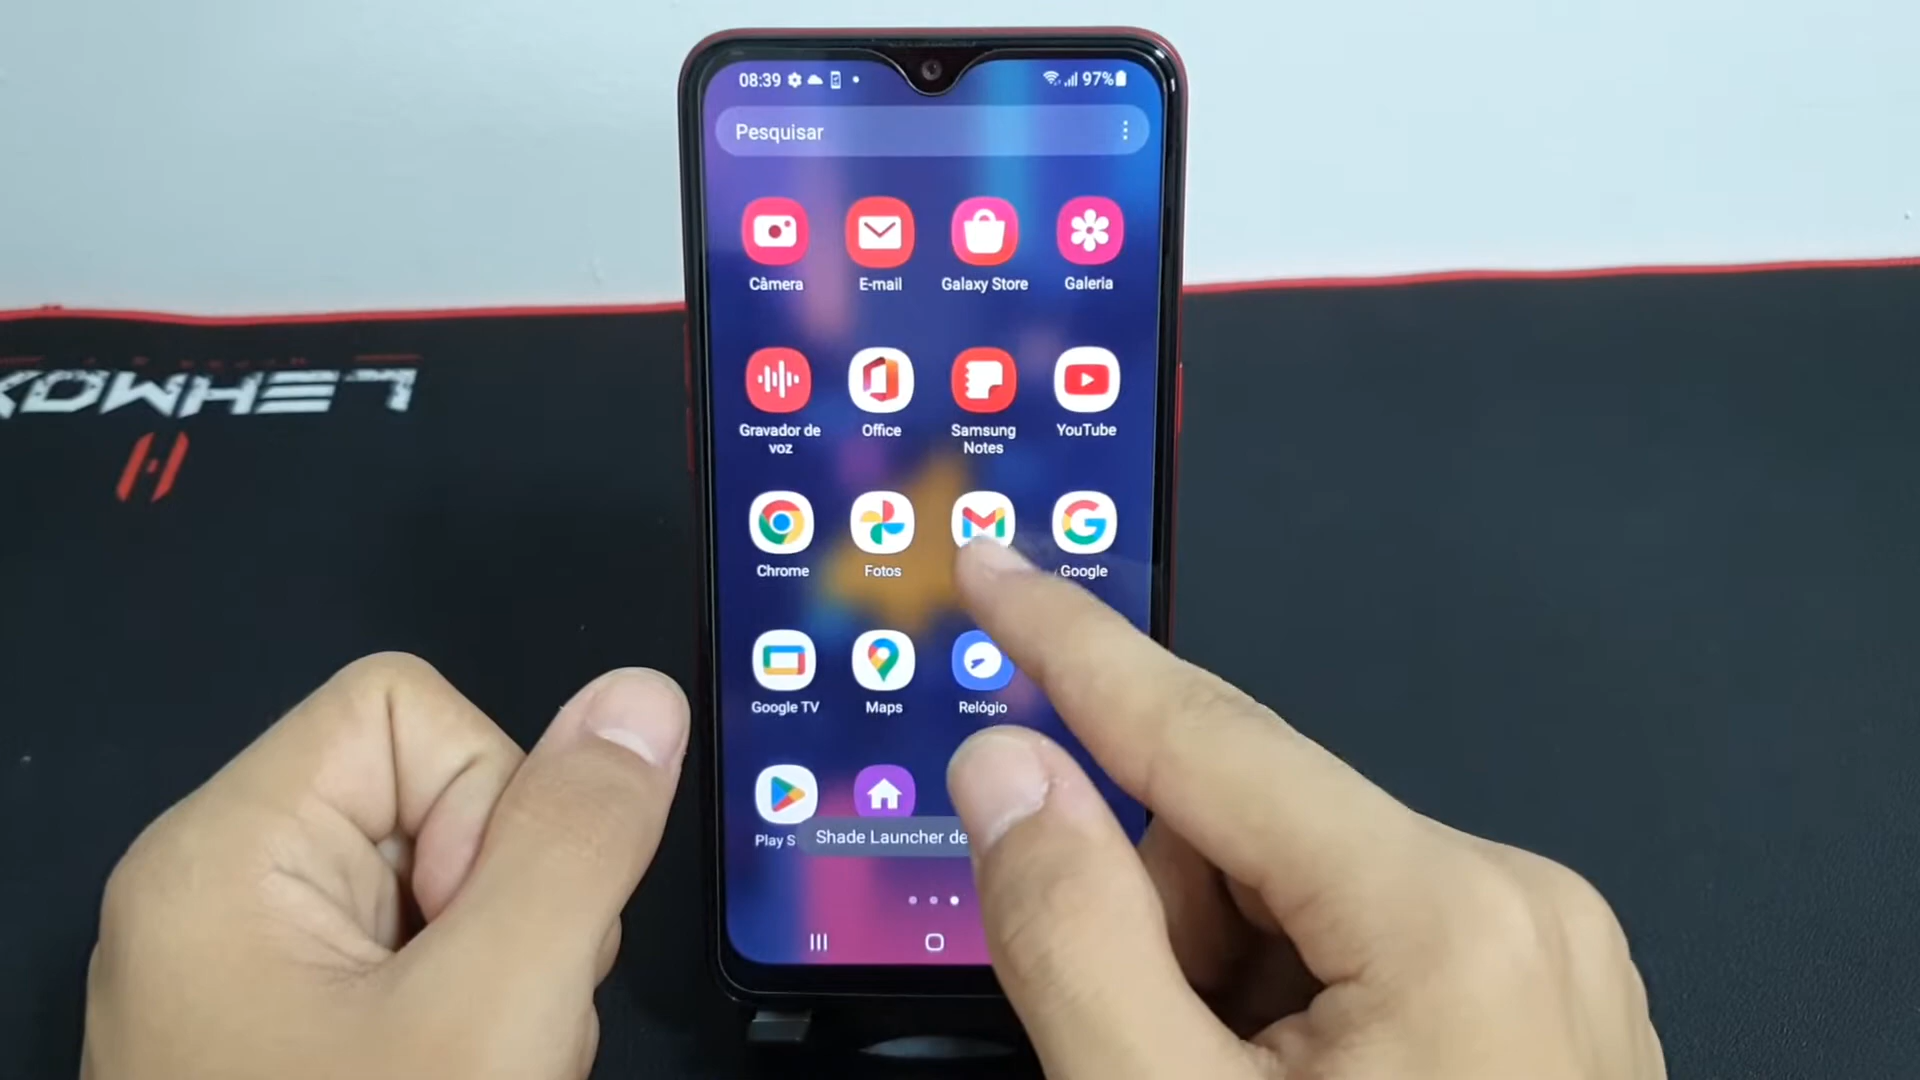 08:39
97%
Pesquisar
Câmera
E-mail
Galaxy Store
Galeria
Gravador de
voz
Office
Samsung
Notes
YouTube
Chrome
Fotos
Google
Google TV
Maps
Relógio
Play S
Shade Launcher de